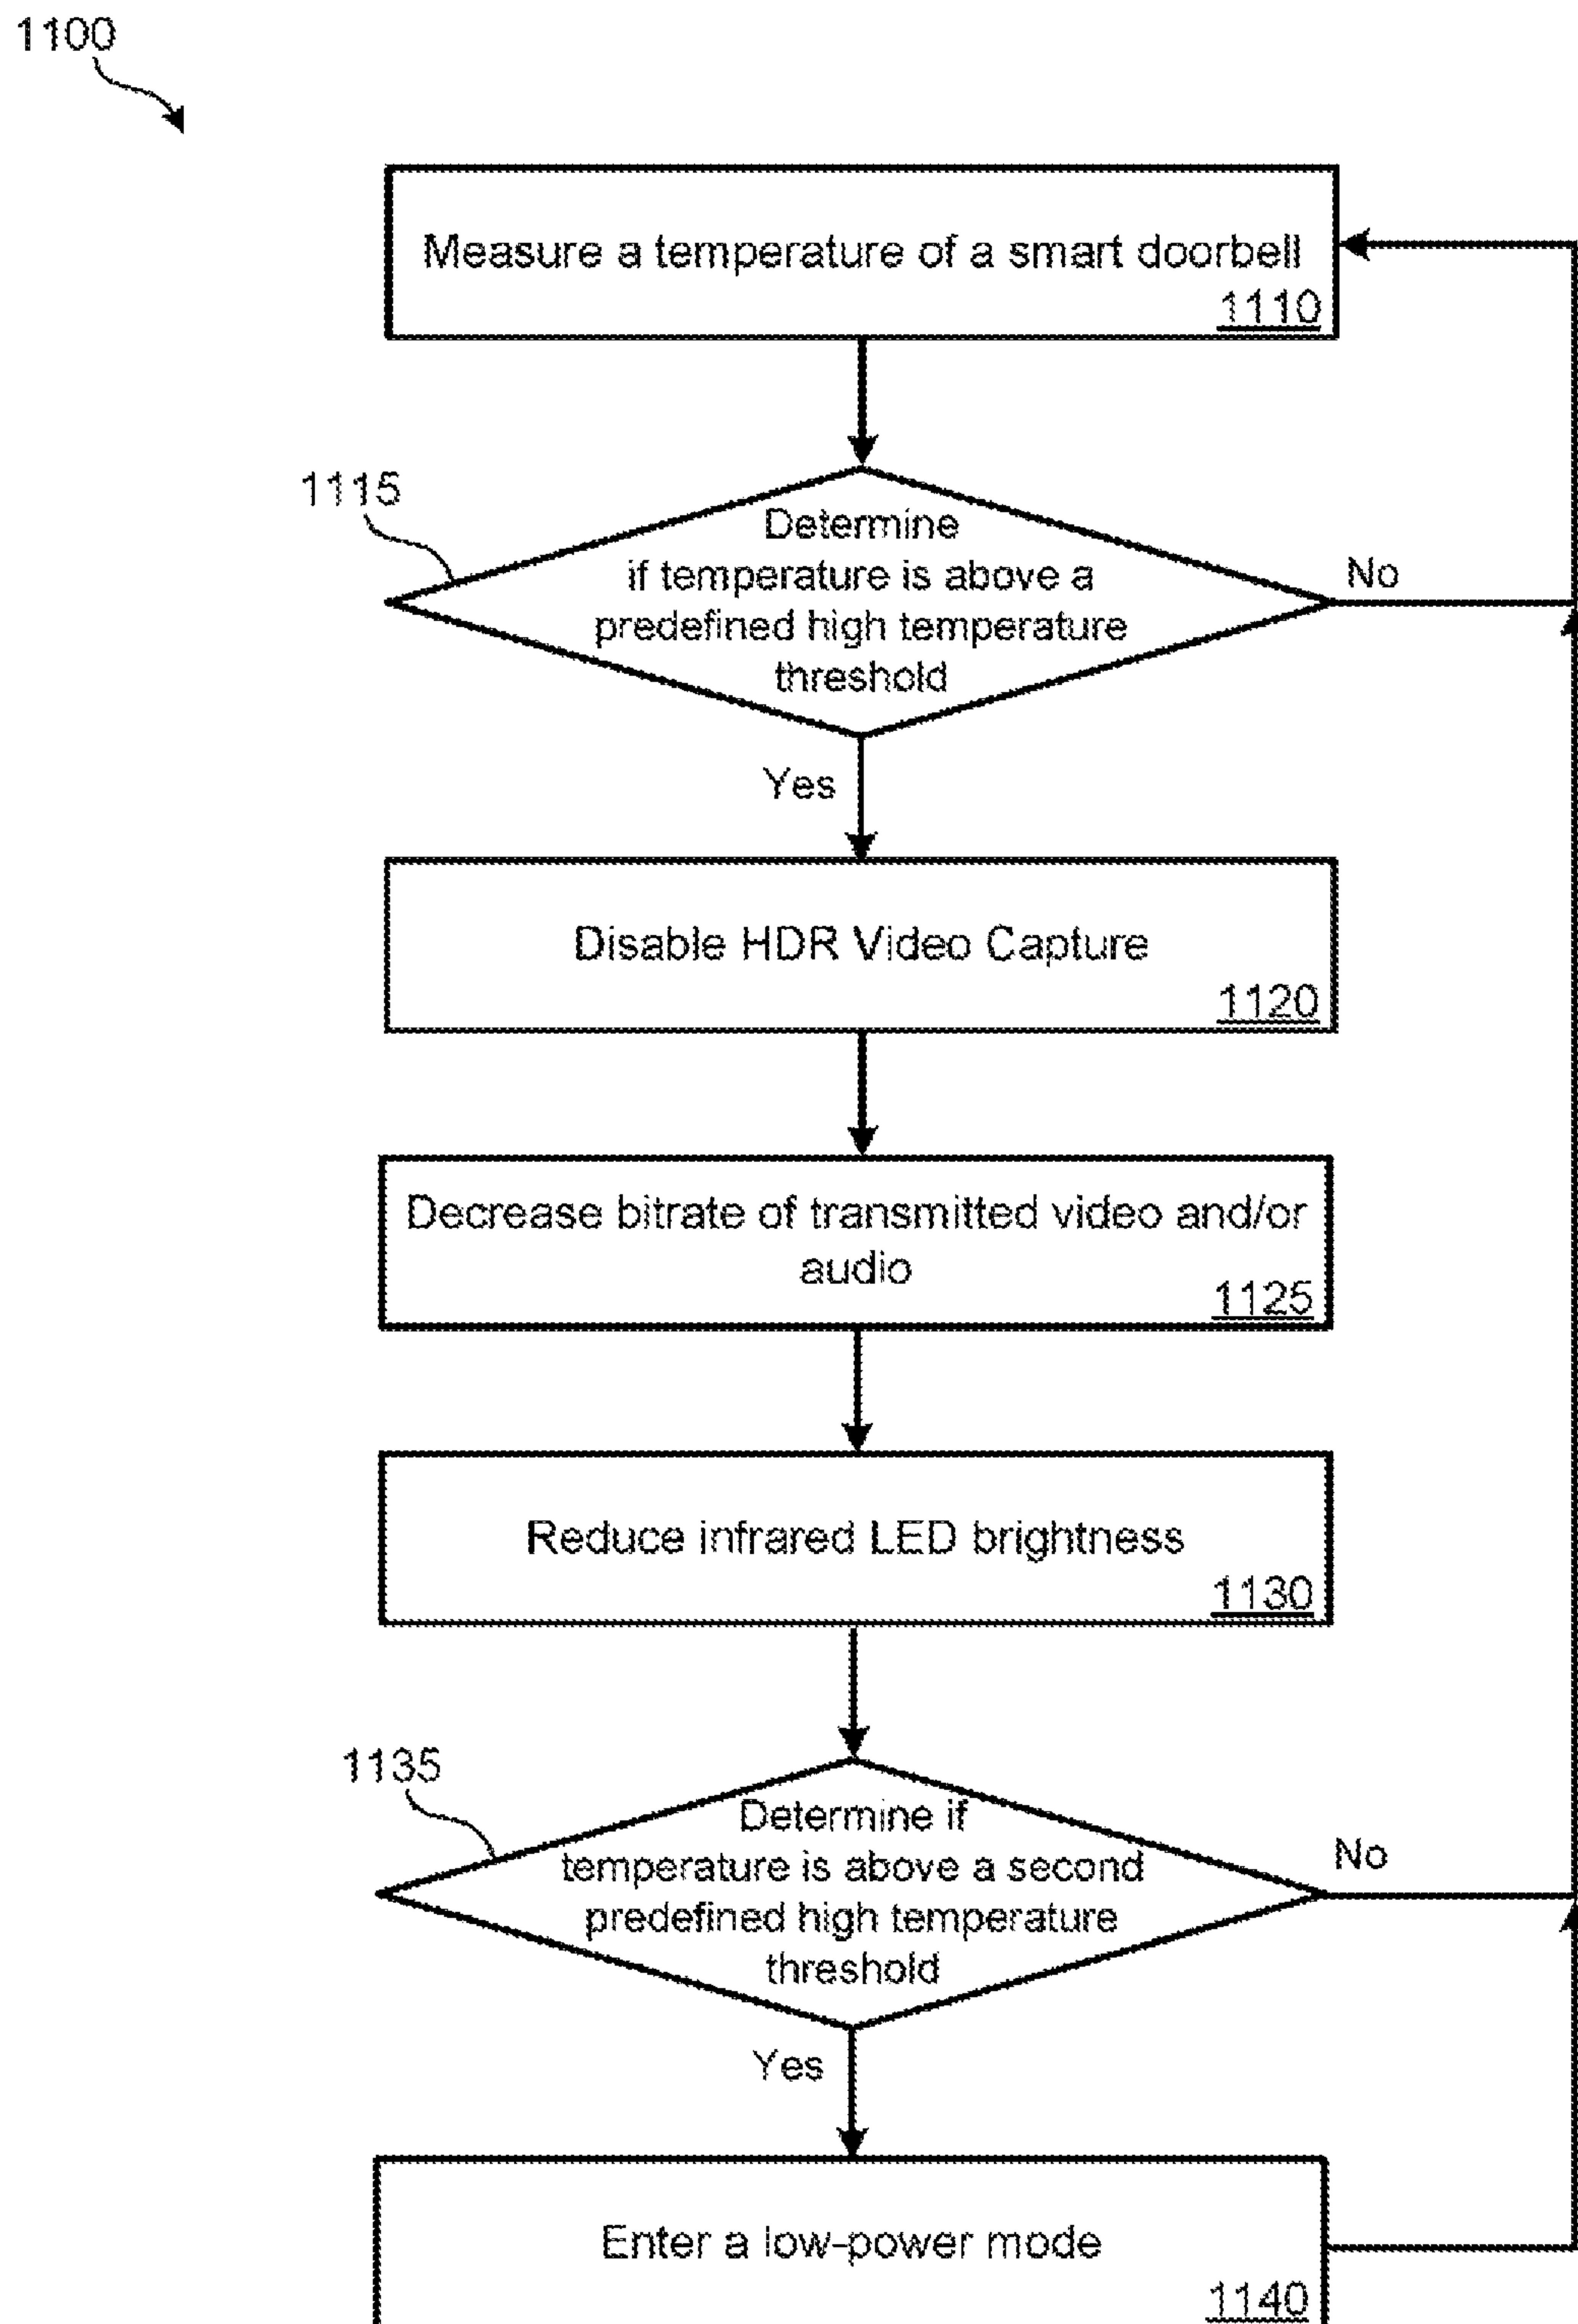 1100
Measure a temperature of a smart doorbell
1110
1115
Determine
if temperature is above a
predefined high temperature
threshold
No
Yes
Disable HDR Video Capture
1120
Decrease bitrate of transmitted video and/or
audio
1125
Reduce infrared LED brightness
1130
1135
Determine if
temperature is above a second
predefined high temperature
threshold
No
Yes
Enter a low-power mode
1140